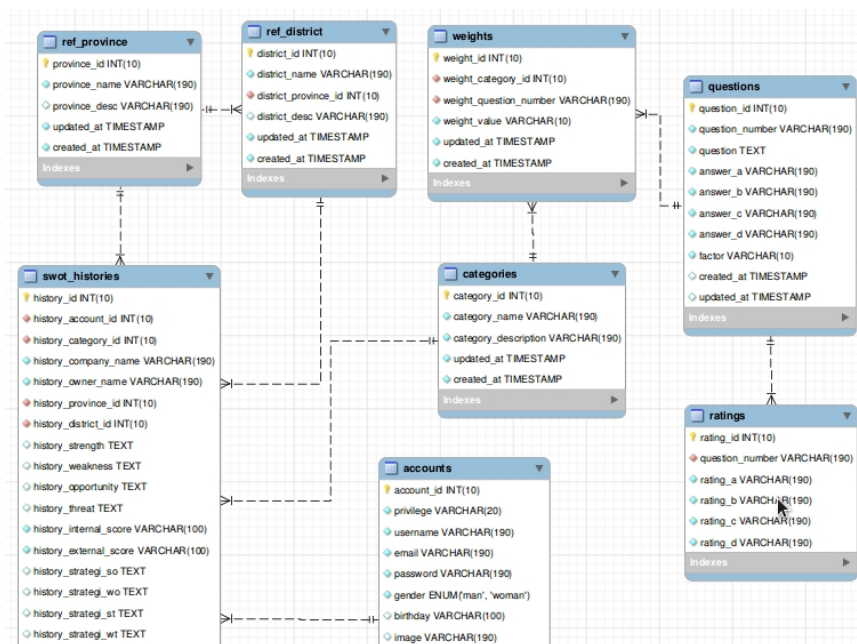 ref_province
province_id INT(10)
province_name VARCHAR(190)
province_desc VARCHAR(190)
updated_at TIMESTAMP
created_at TIMESTAMP
Indexes
ref_district
district_id INT(10)
district_name VARCHAR(190)
district_province_id INT(10)
district_desc VARCHAR(190)
updated_at TIMESTAMP
created_at TIMESTAMP
Indexes
weights
weight_id INT(10)
weight_category_id INT(10)
weight_question_number VARCHAR(190)
weight_value VARCHAR(10)
updated_at TIMESTAMP
created_at TIMESTAMP
Indexes
questions
question_id INT(10)
question_number VARCHAR(190)
question TEXT
answer_a VARCHAR(190)
answer_b VARCHAR(190)
answer_c VARCHAR(190)
answer_d VARCHAR(190)
factor VARCHAR(10)
created_at TIMESTAMP
updated_at TIMESTAMP
Indexes
swot_histories
history_id INT(10)
history_account_id INT(10)
history_category_id INT(10)
history_company_name VARCHAR(190)
history_owner_name VARCHAR(190)
history_province_id INT(10)
history_district_id INT(10)
history_strength TEXT
history_weakness TEXT
history_opportunity TEXT
history_threat TEXT
history_internal_score VARCHAR(100)
history_external_score VARCHAR(100)
history_strategi_so TEXT
history_strategi_wo TEXT
history_strategi_st TEXT
history_strategi_wt TEXT
categories
category_id INT(10)
category_name VARCHAR(190)
category_description VARCHAR(190)
updated_at TIMESTAMP
created_at TIMESTAMP
Indexes
accounts
account_id INT(10)
privilege VARCHAR(20)
username VARCHAR(190)
email VARCHAR(190)
password VARCHAR(190)
gender ENUM('man', 'woman')
birthday VARCHAR(100)
image VARCHAR(190)
ratings
rating_id INT(10)
question_number VARCHAR(190)
rating_a VARCHAR(190)
rating_b VARCHAR(190)
rating_c VARCHAR(190)
rating_d VARCHAR(190)
Indexes